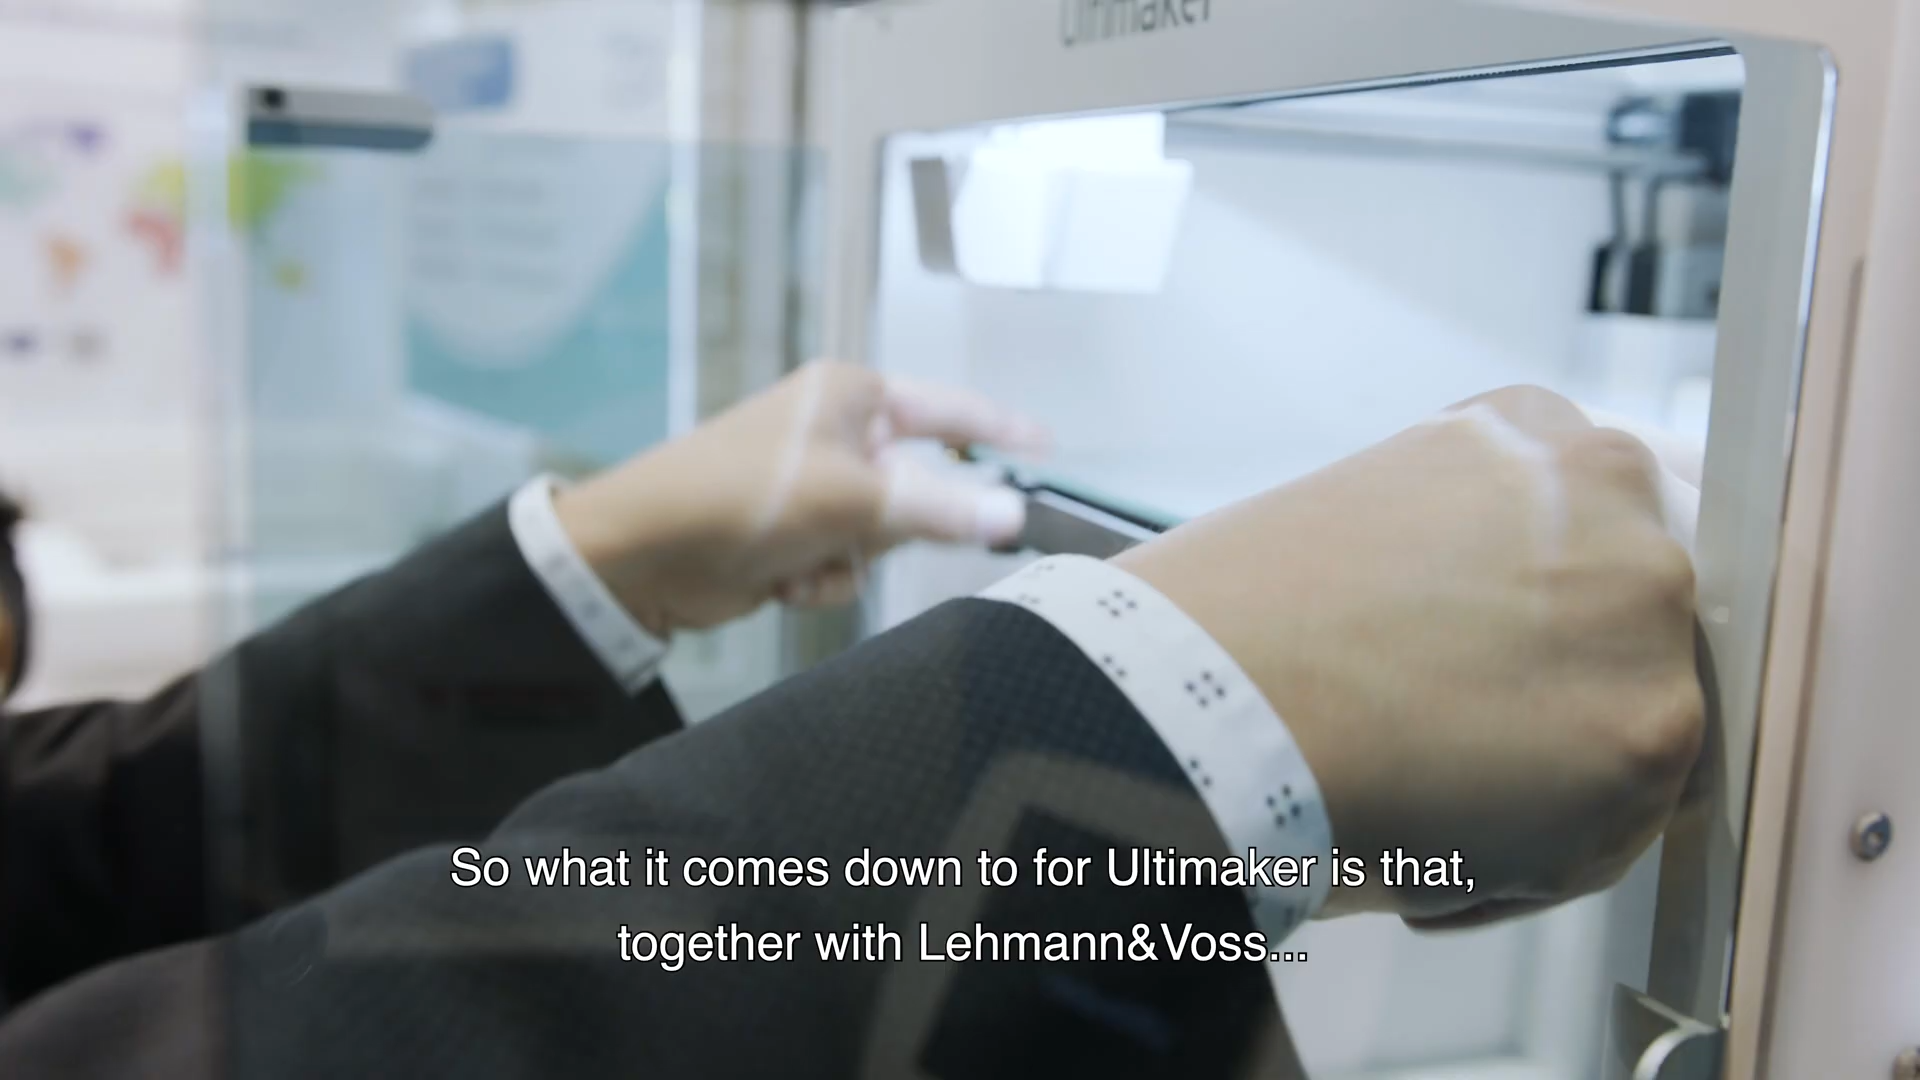 Ultimaker
So what it comes down to for Ultimaker is that,
together with Lehmann&Voss...